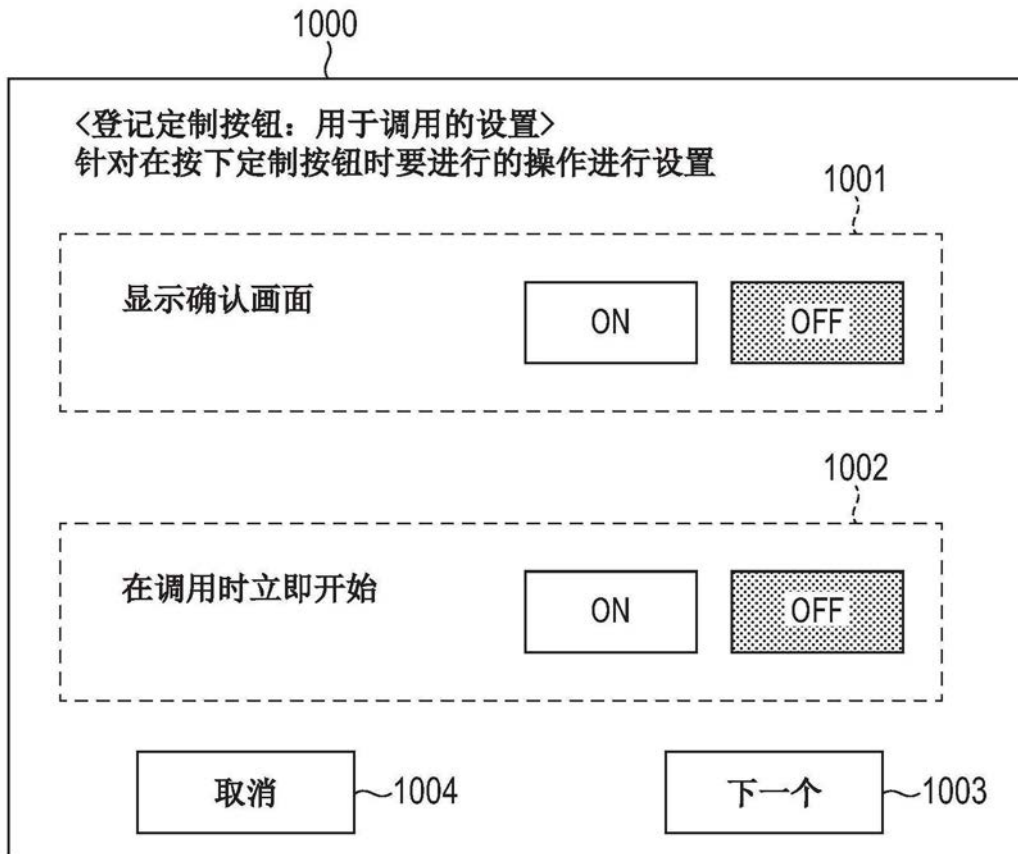 1000
<登记定制按钮：用于调用的设置>
针对在按下定制按钮时要进行的操作进行设置
1001
显示确认画面 ON OFF
1002
在调用时立即开始 ON OFF
取消 1004 下一个 1003